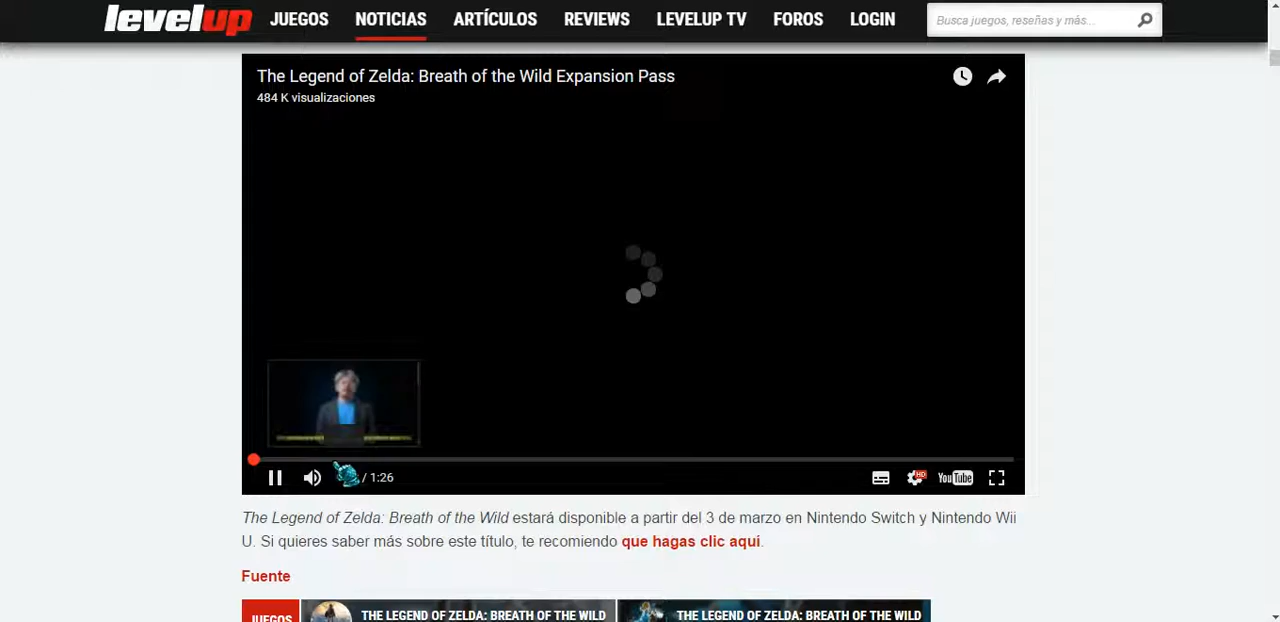 levelup JUEGOS NOTICIAS ARTÍCULOS REVIEWS LEVELUP TV FOROS LOGIN Busca juegos, reseñas y más...
The Legend of Zelda: Breath of the Wild Expansion Pass
484 K visualizaciones
/ 1:26 HD YouTube
The Legend of Zelda: Breath of the Wild estará disponible a partir del 3 de marzo en Nintendo Switch y Nintendo Wii
U. Si quieres saber más sobre este título, te recomiendo que hagas clic aquí.
Fuente
JUEGOS THE LEGEND OF ZELDA: BREATH OF THE WILD THE LEGEND OF ZELDA: BREATH OF THE WILD